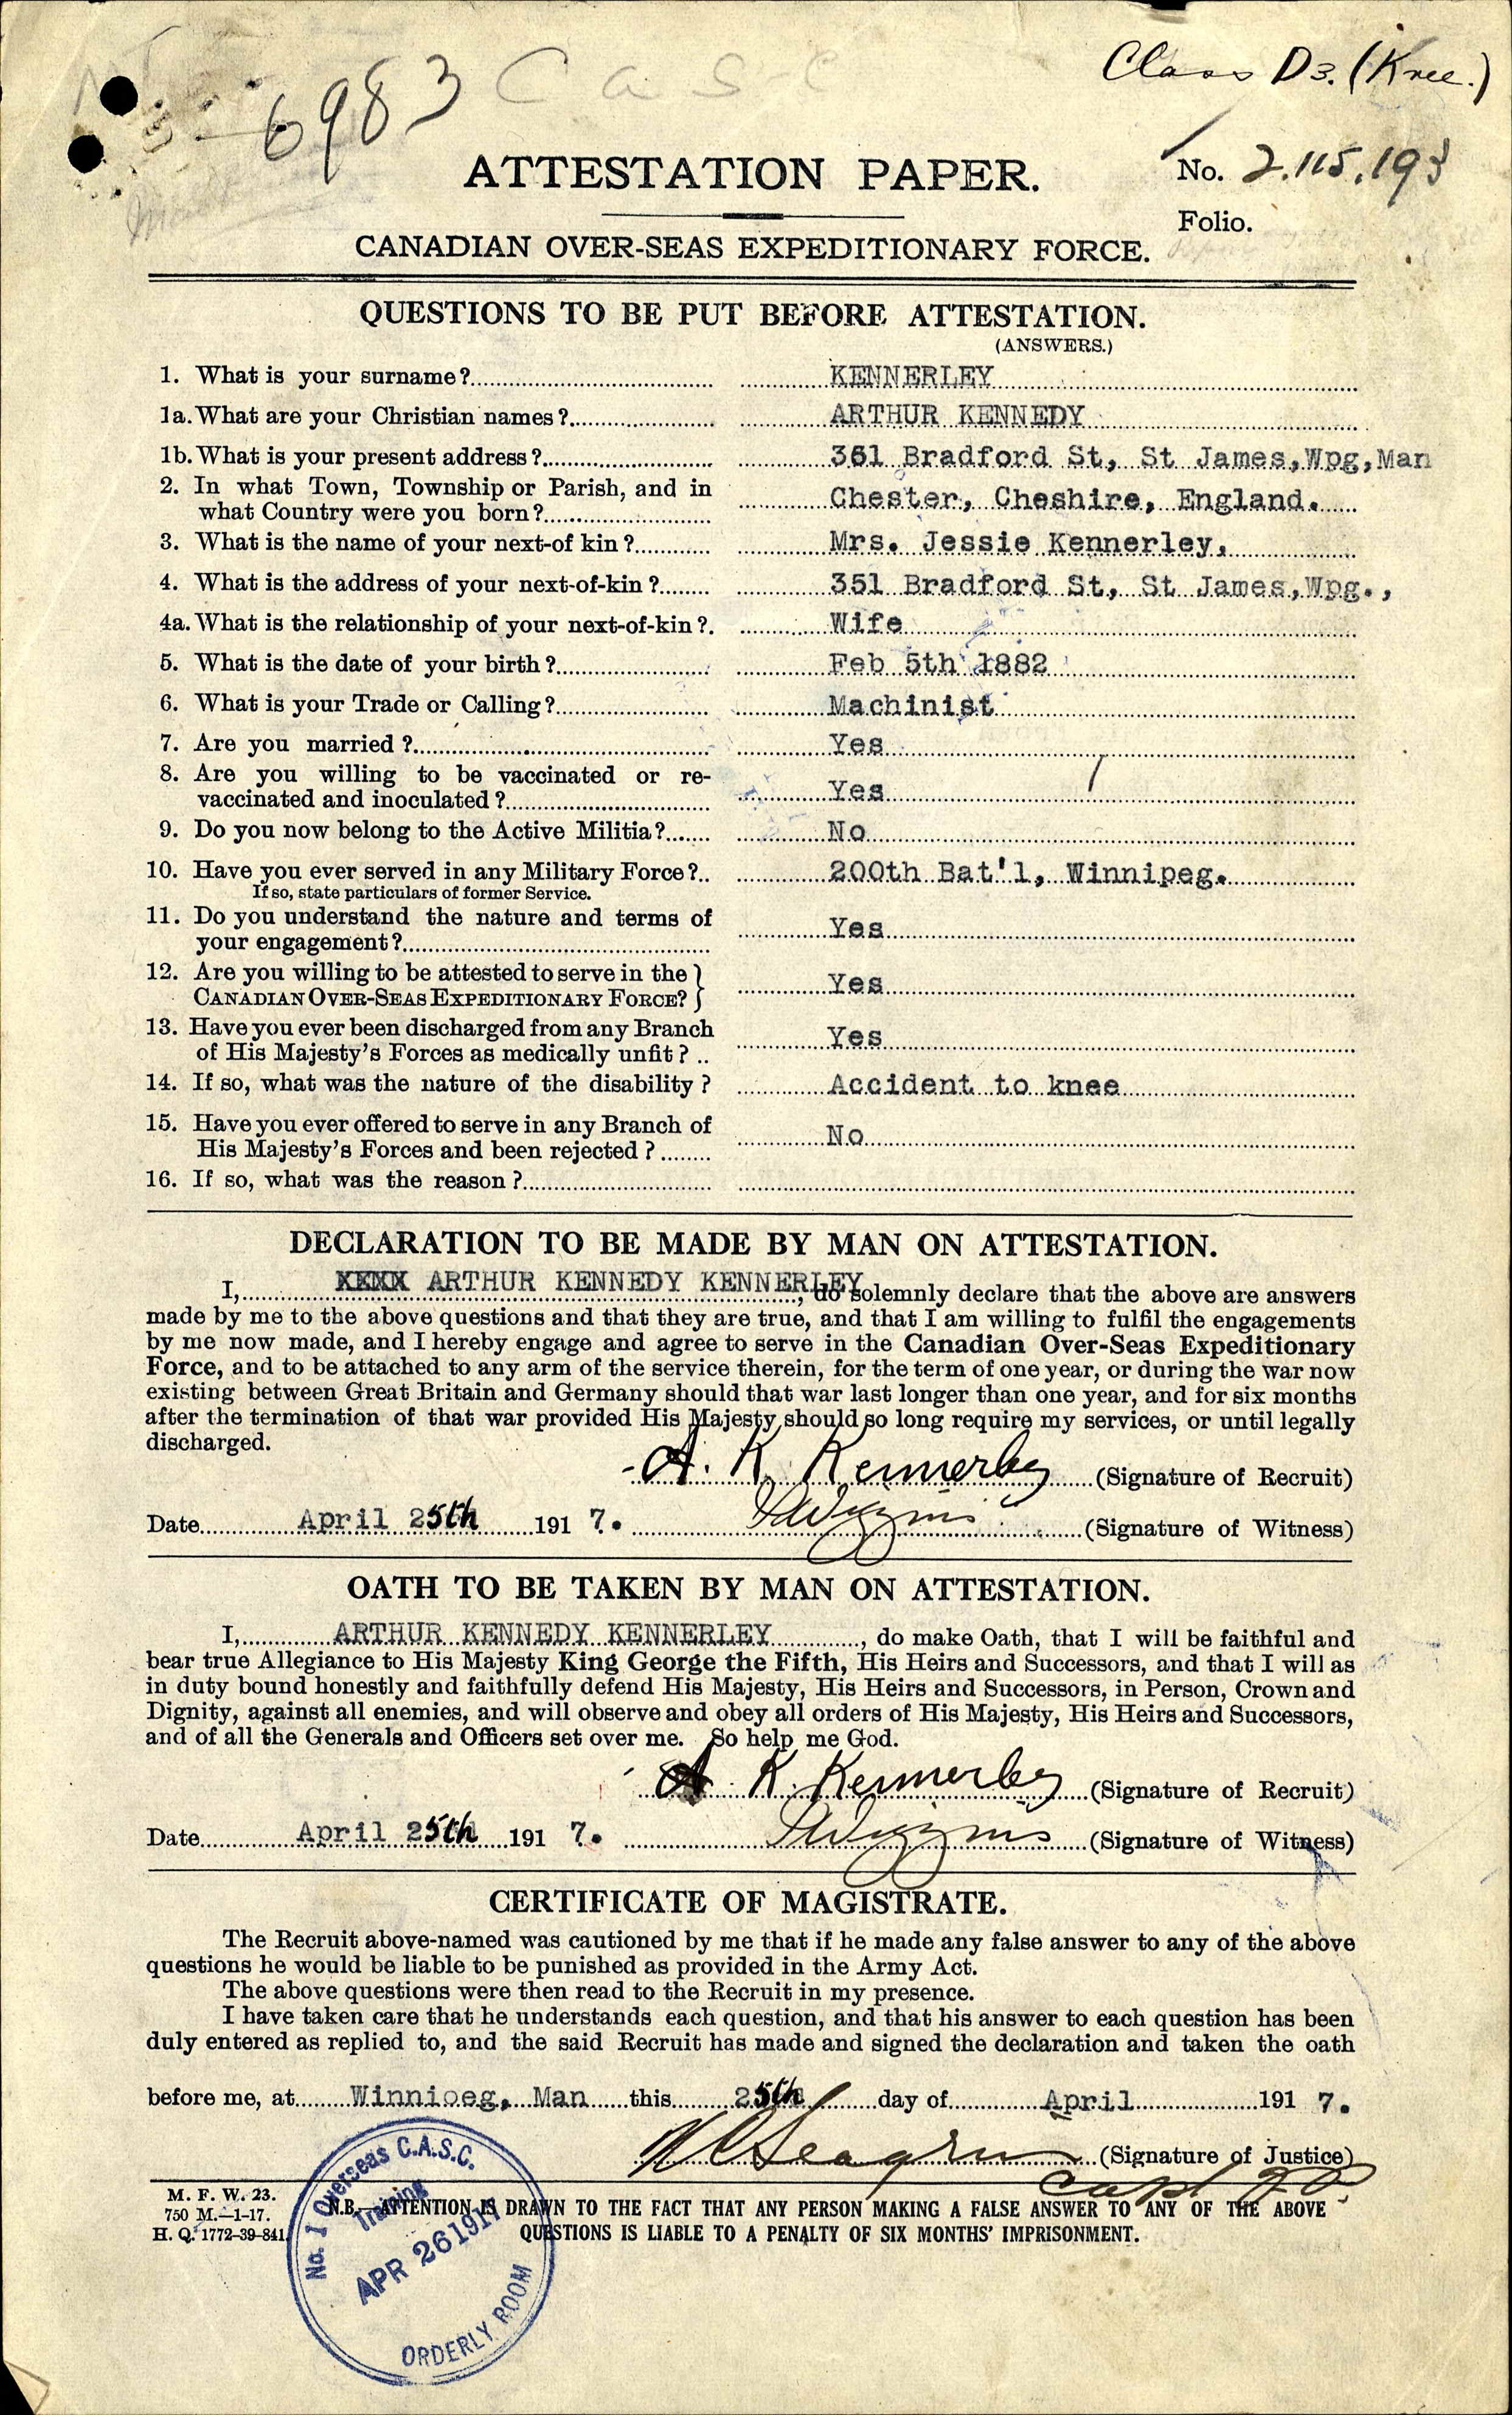 6983 C a s c
Class D3. (Knee.)
ATTESTATION PAPER.
No. 2.115.193
Folio.
CANADIAN OVER-SEAS EXPEDITIONARY FORCE.
QUESTIONS TO BE PUT BEFORE ATTESTATION.
(ANSWERS.)
1. What is your surname? KENNERLEY
1a. What are your Christian names? ARTHUR KENNEDY
1b. What is your present address? 351 Bradford St, St James, Wpg, Man
2. In what Town, Township or Parish, and in
what Country were you born? Chester, Cheshire, England.
3. What is the name of your next-of kin? Mrs. Jessie Kennerley,
4. What is the address of your next-of-kin? 351 Bradford St, St James, Wpg.,
4a. What is the relationship of your next-of-kin? Wife
5. What is the date of your birth? Feb 5th 1882
6. What is your Trade or Calling? Machinist
7. Are you married? Yes
8. Are you willing to be vaccinated or re-
vaccinated and inoculated? Yes
9. Do you now belong to the Active Militia? No
10. Have you ever served in any Military Force? 200th Bat'l, Winnipeg.
If so, state particulars of former Service.
11. Do you understand the nature and terms of
your engagement? Yes
12. Are you willing to be attested to serve in the }
CANADIAN OVER-SEAS EXPEDITIONARY FORCE? } Yes
13. Have you ever been discharged from any Branch
of His Majesty's Forces as medically unfit? Yes
14. If so, what was the nature of the disability? Accident to knee
15. Have you ever offered to serve in any Branch of
His Majesty's Forces and been rejected? No
16. If so, what was the reason?
DECLARATION TO BE MADE BY MAN ON ATTESTATION.
I, XXXX ARTHUR KENNEDY KENNERLEY, do solemnly declare that the above are answers
made by me to the above questions and that they are true, and that I am willing to fulfil the engagements
by me now made, and I hereby engage and agree to serve in the Canadian Over-Seas Expeditionary
Force, and to be attached to any arm of the service therein, for the term of one year, or during the war now
existing between Great Britain and Germany should that war last longer than one year, and for six months
after the termination of that war provided His Majesty should so long require my services, or until legally
discharged.
A. K. Kennerley (Signature of Recruit)
Date April 25th 1917. Wiggins (Signature of Witness)
OATH TO BE TAKEN BY MAN ON ATTESTATION.
I, ARTHUR KENNEDY KENNERLEY, do make Oath, that I will be faithful and
bear true Allegiance to His Majesty King George the Fifth, His Heirs and Successors, and that I will as
in duty bound honestly and faithfully defend His Majesty, His Heirs and Successors, in Person, Crown and
Dignity, against all enemies, and will observe and obey all orders of His Majesty, His Heirs and Successors,
and of all the Generals and Officers set over me. So help me God.
A K. Kennerley (Signature of Recruit)
Date April 25th 1917. Wiggins (Signature of Witness)
CERTIFICATE OF MAGISTRATE.
The Recruit above-named was cautioned by me that if he made any false answer to any of the above
questions he would be liable to be punished as provided in the Army Act.
The above questions were then read to the Recruit in my presence.
I have taken care that he understands each question, and that his answer to each question has been
duly entered as replied to, and the said Recruit has made and signed the declaration and taken the oath
before me, at Winnioeg, Man this 25th day of April 1917.
(Signature of Justice)
Capt JP.
M. F. W. 23.
750 M.—1-17.
H. Q. 1772-39-841.
N.B.—ATTENTION IS DRAWN TO THE FACT THAT ANY PERSON MAKING A FALSE ANSWER TO ANY OF THE ABOVE
QUESTIONS IS LIABLE TO A PENALTY OF SIX MONTHS' IMPRISONMENT.
No. 1 Overseas C.A.S.C.
Training
APR 26 1917
ORDERLY ROOM